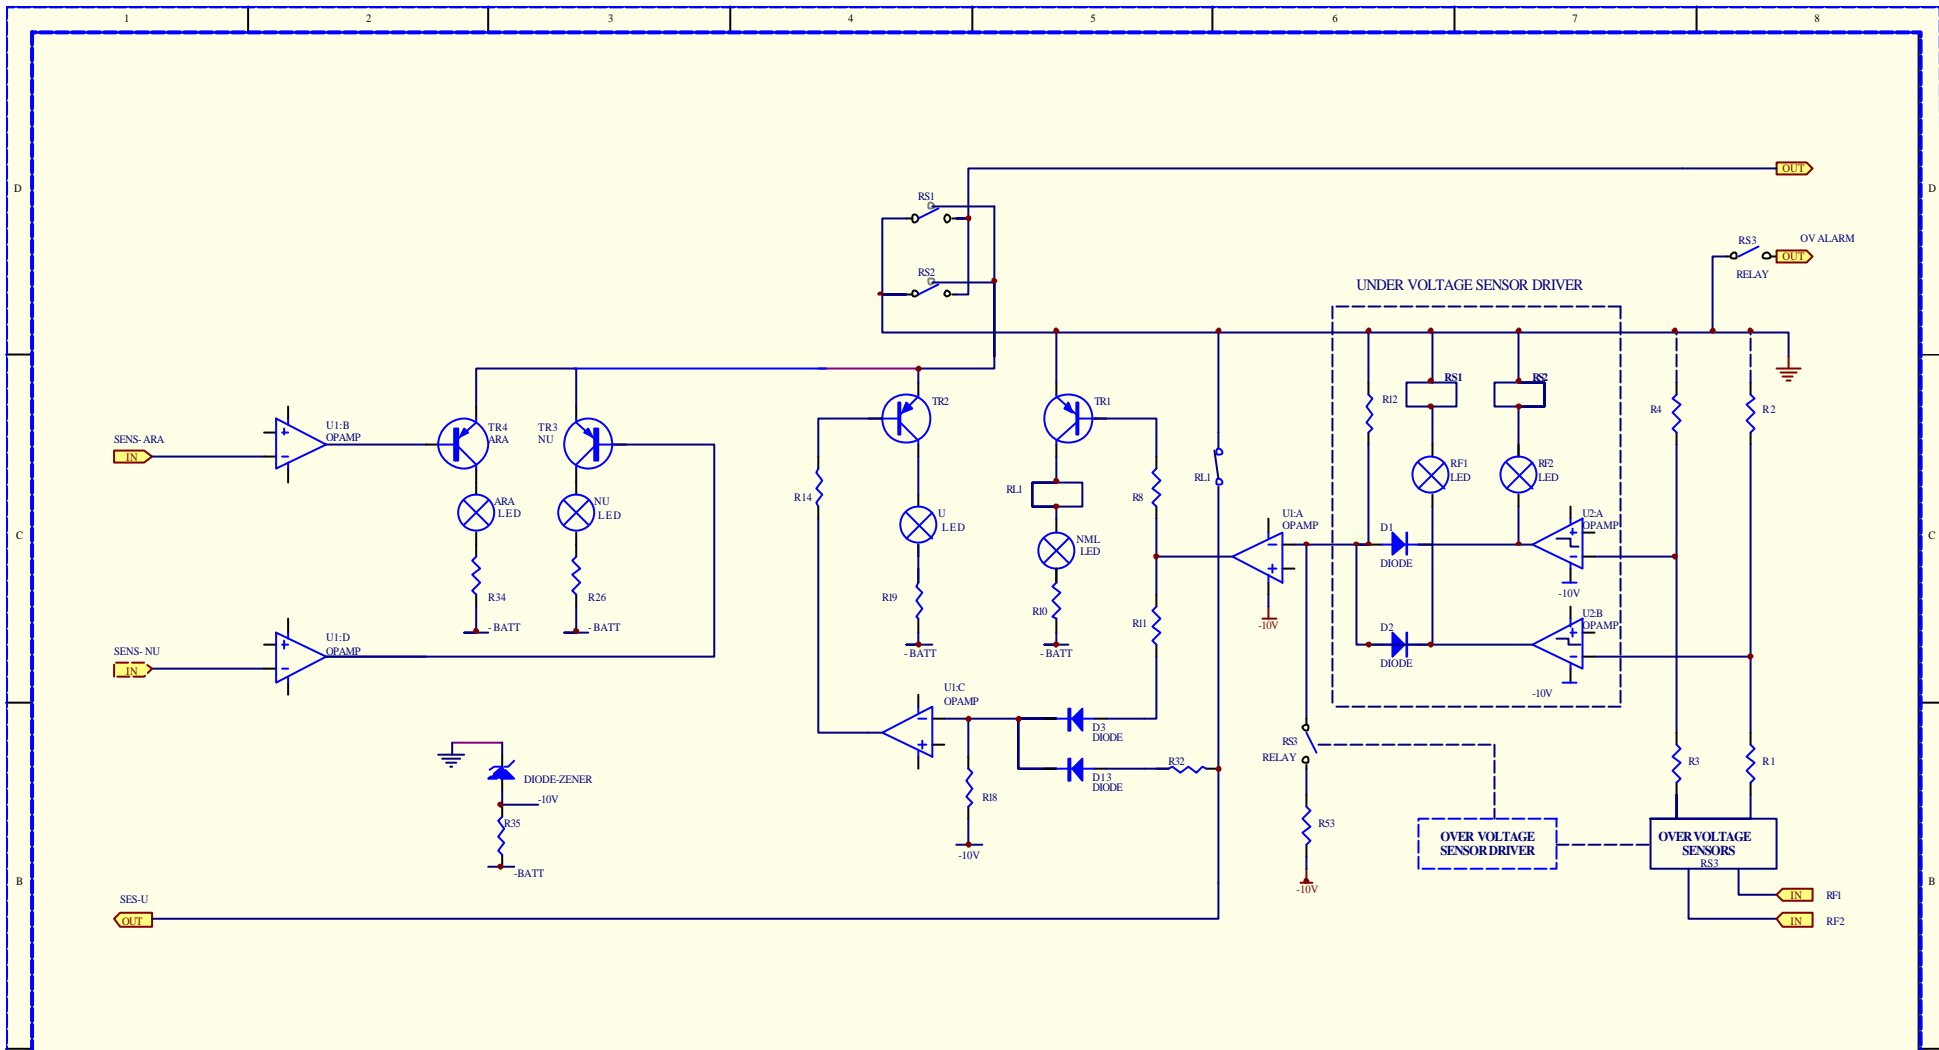 1 2 3 4 5 6 7 8
D D
OUT
RS1
RS3 OV ALARM
OUT
RELAY
RS2
UNDER VOLTAGE SENSOR DRIVER
RS1 RS2
TR2 TR1 R12 R4 R2
SENS- ARA
IN
U1:B
OPAMP
TR4
ARA
TR3
NU
RF1
LED
RF2
LED
R14 RL1 R8 RL1
ARA
LED
NU
LED
U
LED
U1:A
OPAMP
U2:A
OPAMP
D1
DIODE
C C
NML
LED
-10V
R34 R26 R19 R10 R11
-10V
U2:B
OPAMP
- BATT - BATT
D2
DIODE
SENS- NU
IN
U1:D
OPAMP
- BATT - BATT
U1:C
OPAMP
-10V
D3
DIODE
RS3
RELAY
R32 R3 R1
DIODE-ZENER
D13
DIODE
-10V
R18
R35
R53
OVER VOLTAGE
SENSOR DRIVER
OVER VOLTAGE
SENSORS
RS3
-10V
-BATT
B B
-10V
SES-U
OUT
IN RF1
IN RF2